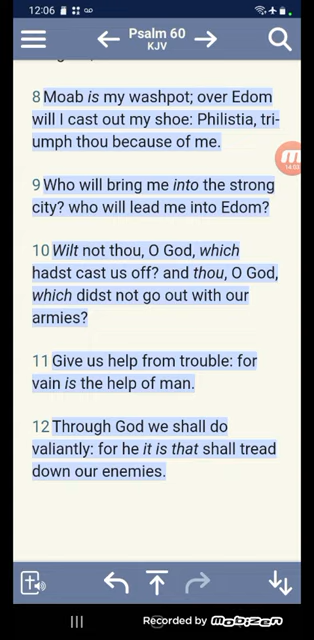 12:06
Psalm 60
KJV
8 Moab is my washpot; over Edom
will I cast out my shoe: Philistia, tri-
umph thou because of me.
9 Who will bring me into the strong
city? who will lead me into Edom?
10 Wilt not thou, O God, which
hadst cast us off? and thou, O God,
which didst not go out with our
armies?
11 Give us help from trouble: for
vain is the help of man.
12 Through God we shall do
valiantly: for he it is that shall tread
down our enemies.
Recorded by mobizen